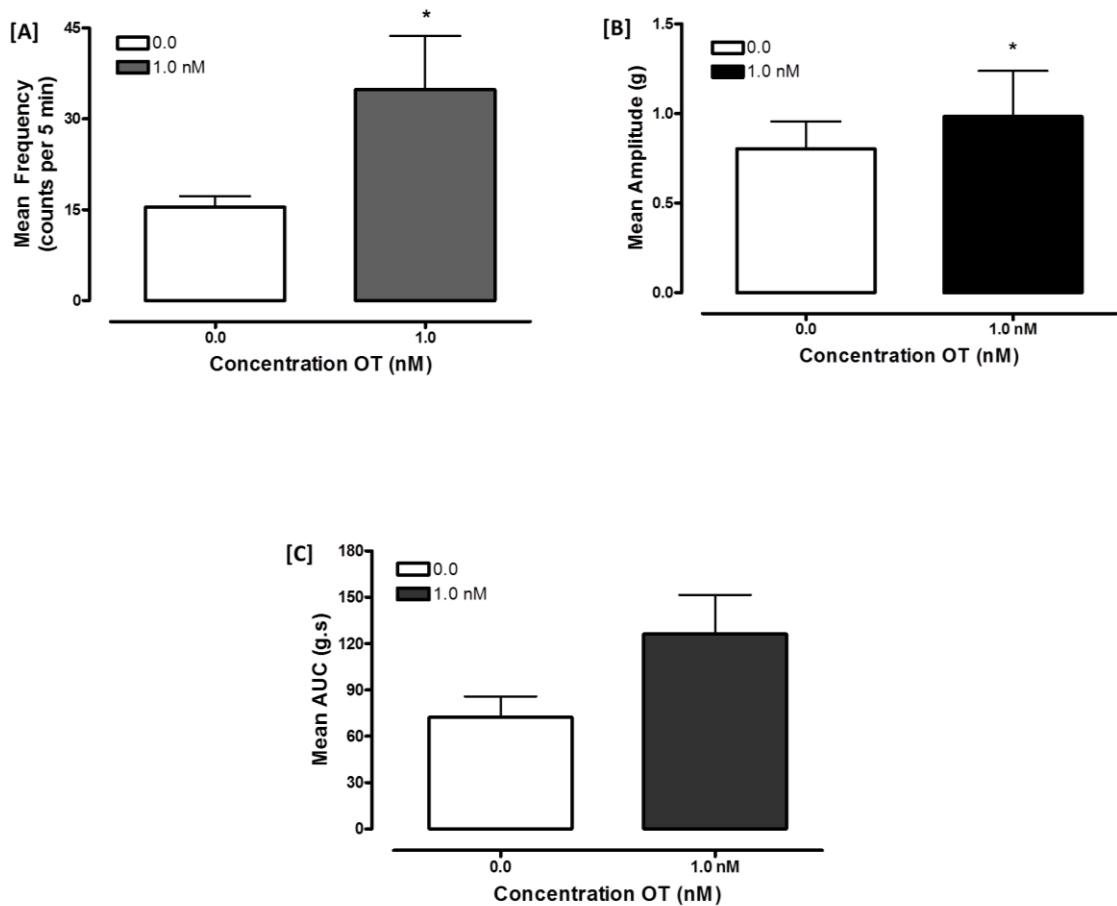 [A]
Mean Frequency
(counts per 5 min)
45
30
15
0
0.0
1.0 nM
*
0.0
1.0
Concentration OT (nM)
[B]
Mean Amplitude (g)
1.5
1.0
0.5
0.0
0.0
1.0 nM
*
0.0
1.0 nM
Concentration OT (nM)
[C]
Mean AUC (g.s)
180
150
120
90
60
30
0
0.0
1.0 nM
0.0
1.0 nM
Concentration OT (nM)